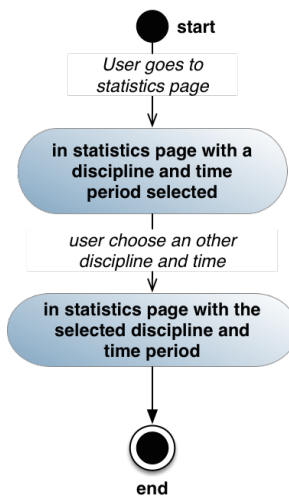 start
User goes to
statistics page
in statistics page with a
discipline and time
period selected
user choose an other
discipline and time
in statistics page with the
selected discipline and
time period
end